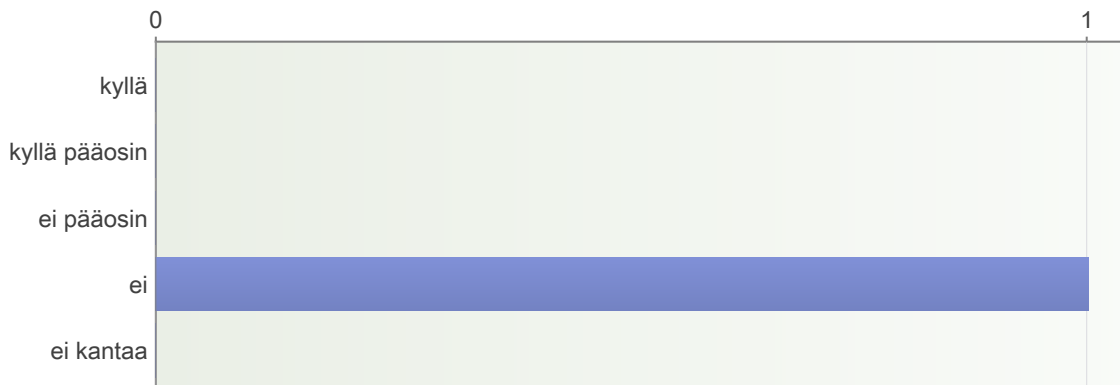 0 1
kyllä
kyllä pääosin
ei pääosin
ei
ei kantaa